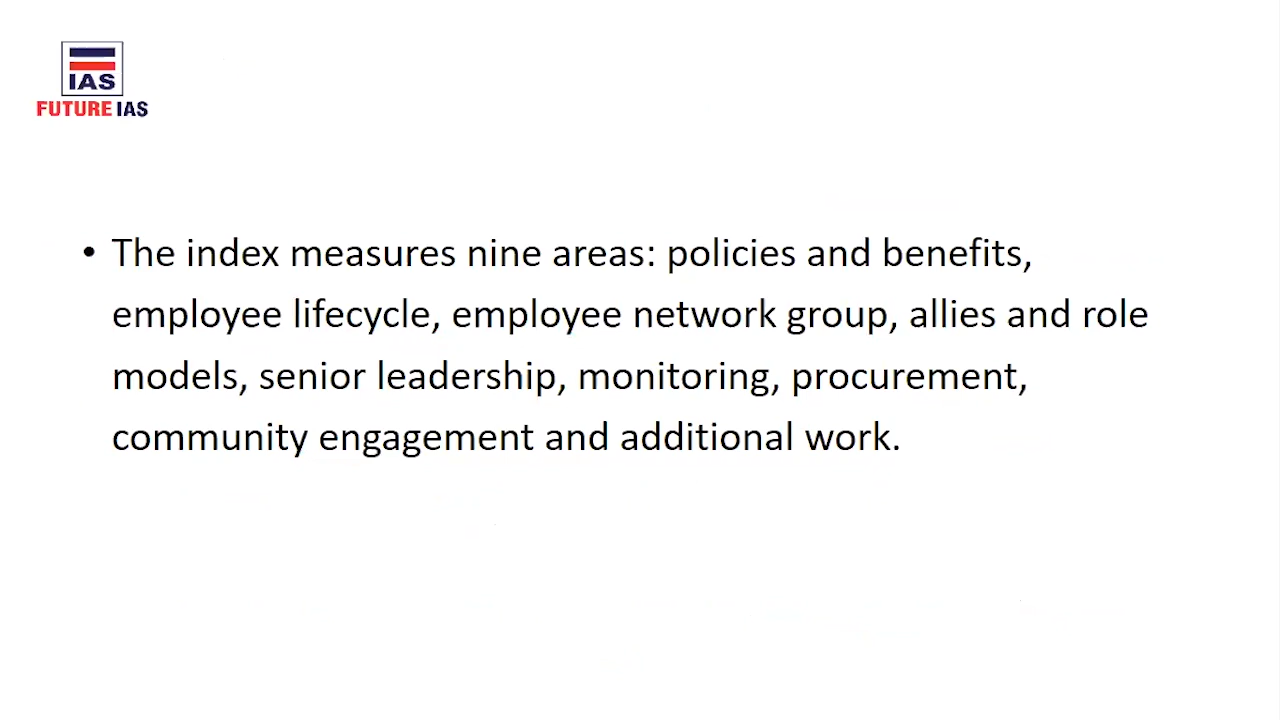 IAS
FUTURE IAS
• The index measures nine areas: policies and benefits,
employee lifecycle, employee network group, allies and role
models, senior leadership, monitoring, procurement,
community engagement and additional work.